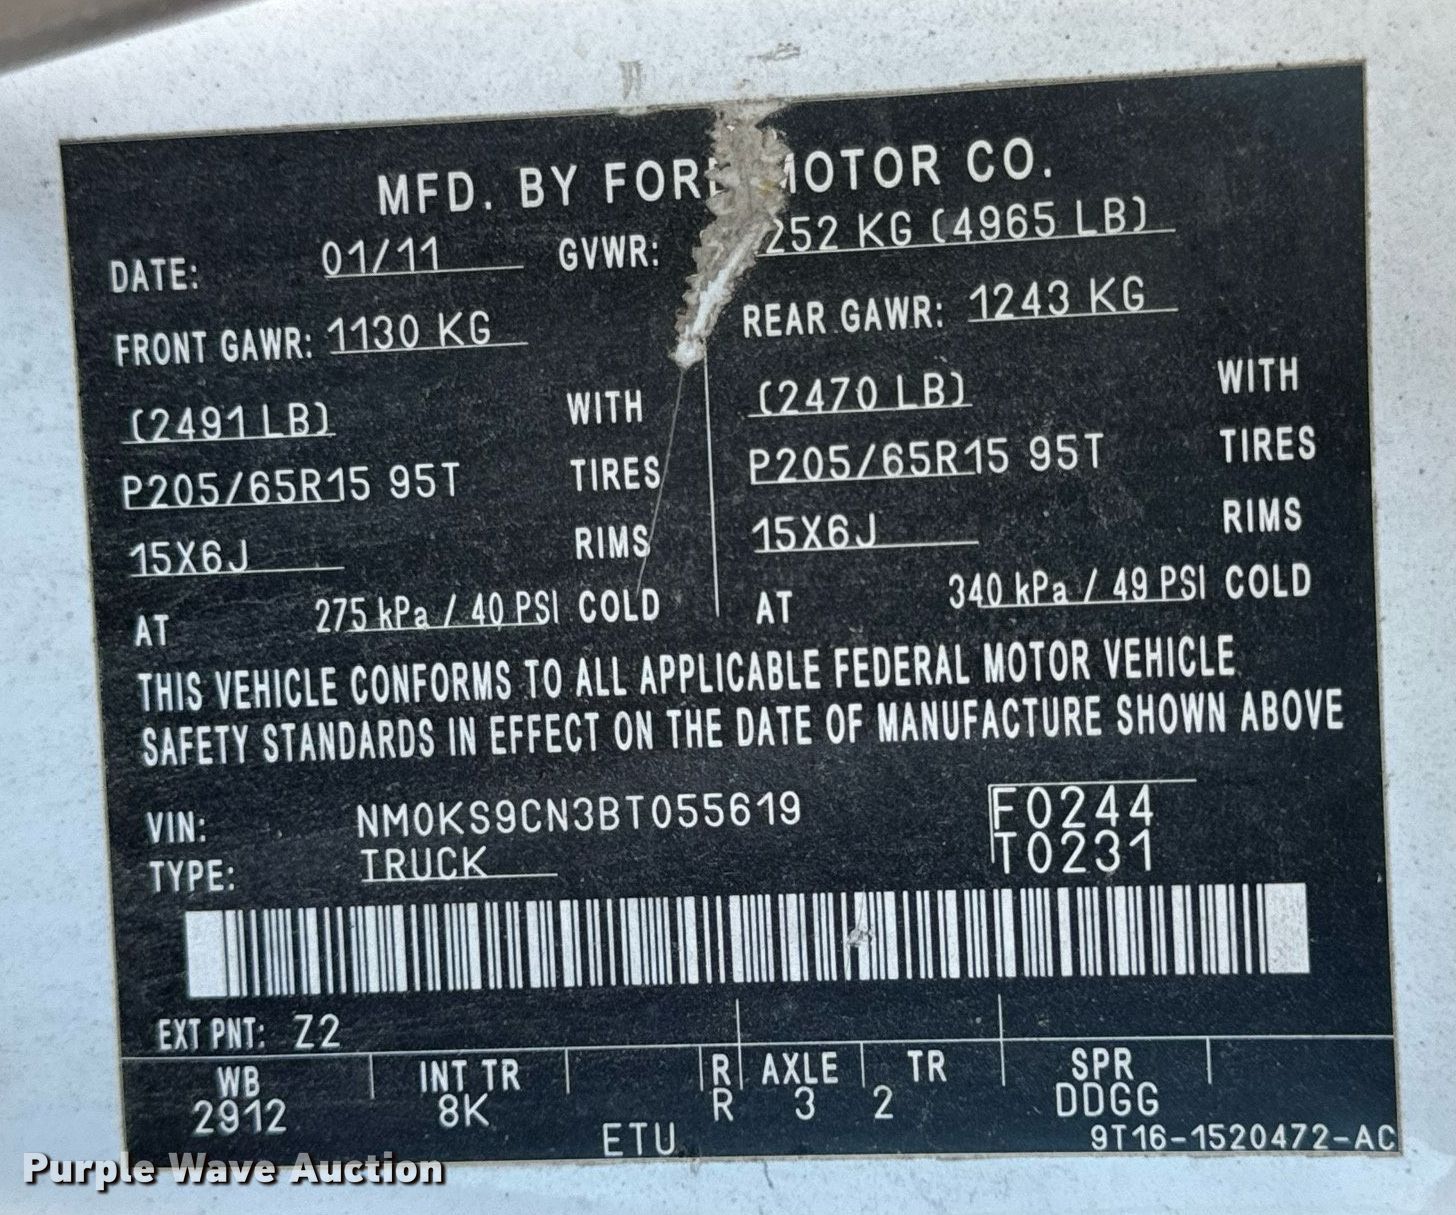 MFD. BY FORD MOTOR CO.
DATE: 01/11 GVWR: 252 KG (4965 LB)
FRONT GAWR: 1130 KG REAR GAWR: 1243 KG
(2491 LB) WITH (2470 LB) WITH
P205/65R15 95T TIRES P205/65R15 95T TIRES
15X6J RIMS 15X6J RIMS
AT 275 kPa / 40 PSI COLD AT 340 kPa / 49 PSI COLD
THIS VEHICLE CONFORMS TO ALL APPLICABLE FEDERAL MOTOR VEHICLE
SAFETY STANDARDS IN EFFECT ON THE DATE OF MANUFACTURE SHOWN ABOVE
VIN: NM0KS9CN3BT055619 F0244
TYPE: TRUCK T0231
EXT PNT: Z2
WB INT TR R AXLE TR SPR
2912 8K R 3 2 DDGG
ETU 9T16-1520472-AC
Purple Wave Auction